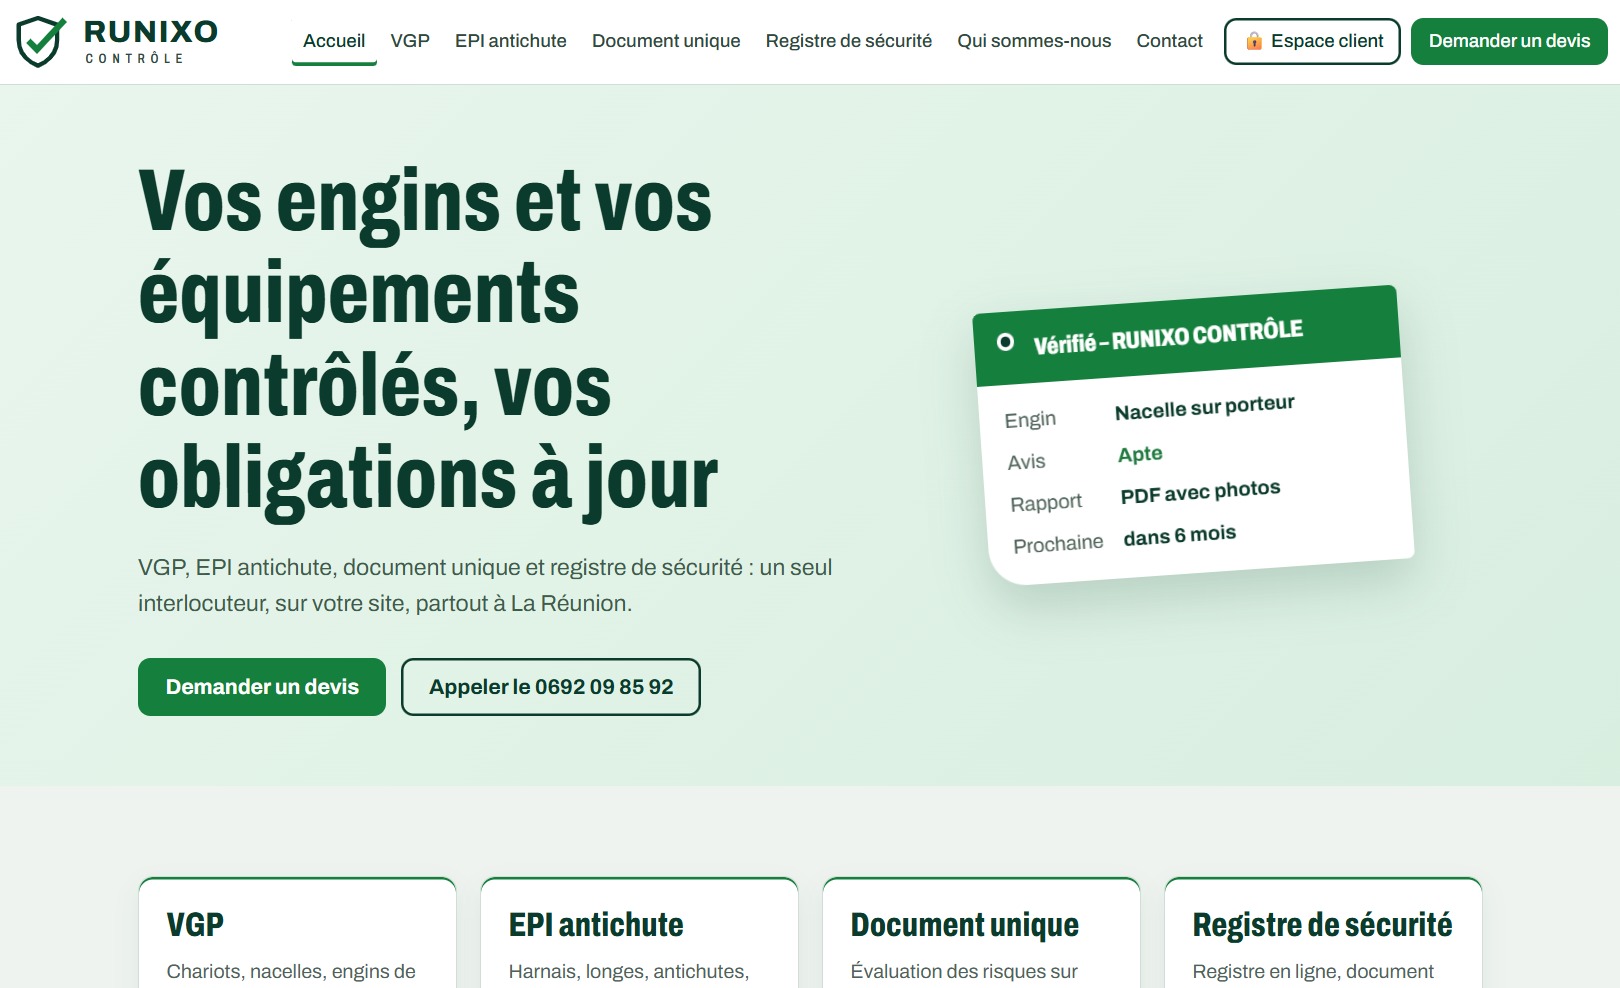 RUNIXO
CONTRÔLE
Accueil
VGP
EPI antichute
Document unique
Registre de sécurité
Qui sommes-nous
Contact
Espace client
Demander un devis
Vos engins et vos
équipements
contrôlés, vos
obligations à jour
VGP, EPI antichute, document unique et registre de sécurité : un seul
interlocuteur, sur votre site, partout à La Réunion.
Demander un devis
Appeler le 0692 09 85 92
Vérifié – RUNIXO CONTRÔLE
Engin Nacelle sur porteur
Avis Apte
Rapport PDF avec photos
Prochaine dans 6 mois
VGP
Chariots, nacelles, engins de
EPI antichute
Harnais, longes, antichutes,
Document unique
Évaluation des risques sur
Registre de sécurité
Registre en ligne, document